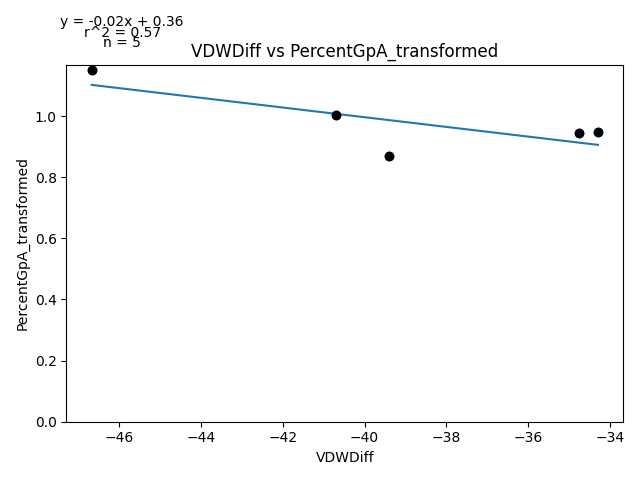 y = -0.02x + 0.36
r^2 = 0.57
n = 5
VDWDiff vs PercentGpA_transformed
PercentGpA_transformed
1.0
0.8
0.6
0.4
0.2
0.0
−46
−44
−42
−40
−38
−36
−34
VDWDiff